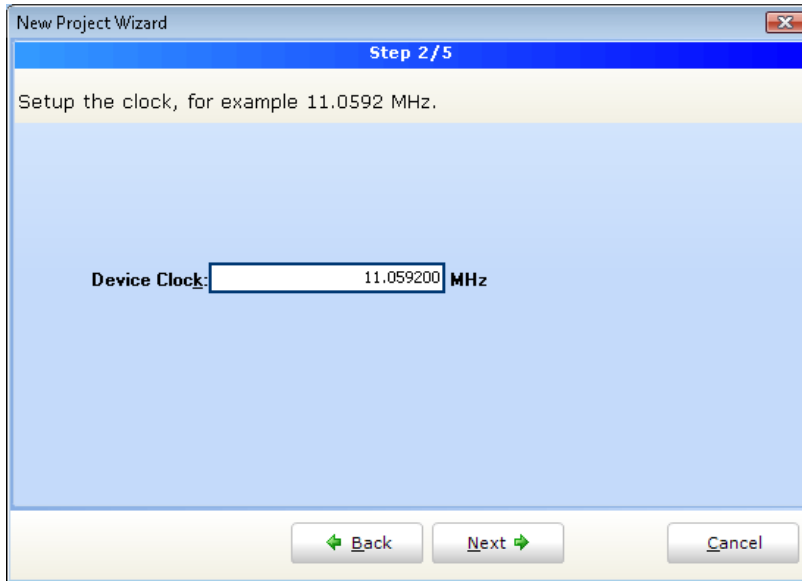 New Project Wizard
Step 2/5
Setup the clock, for example 11.0592 MHz.
Device Clock: 11.059200 MHz
Back Next Cancel